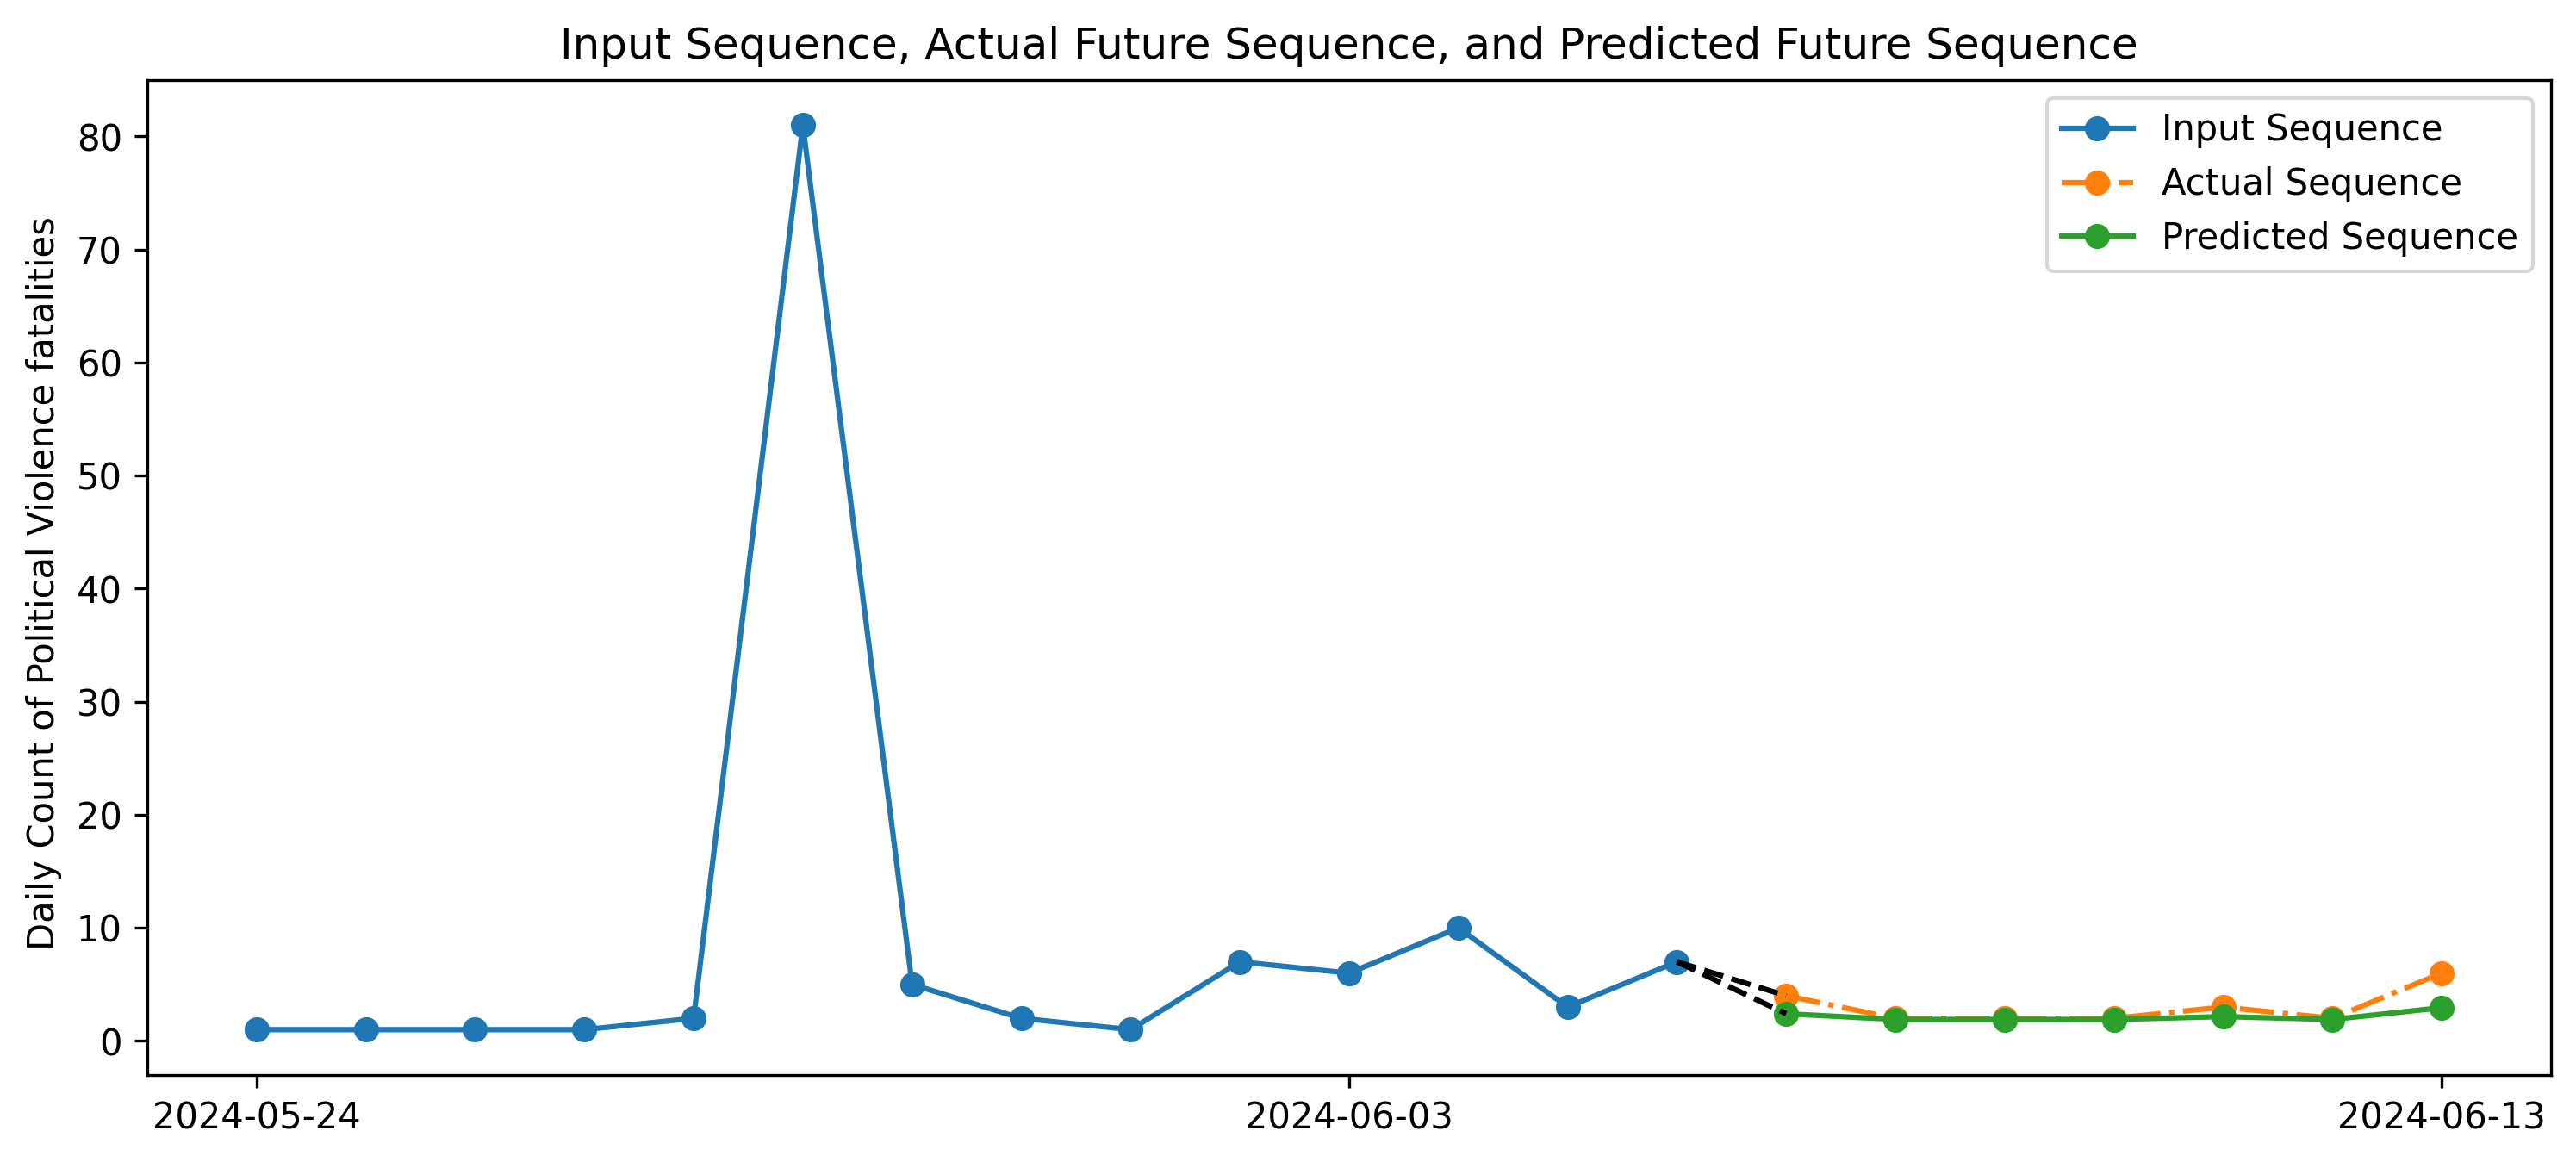 Input Sequence, Actual Future Sequence, and Predicted Future Sequence
Daily Count of Political Violence fatalities
80
70
60
50
40
30
20
10
0
2024-05-24
2024-06-03
2024-06-13
Input Sequence
Actual Sequence
Predicted Sequence